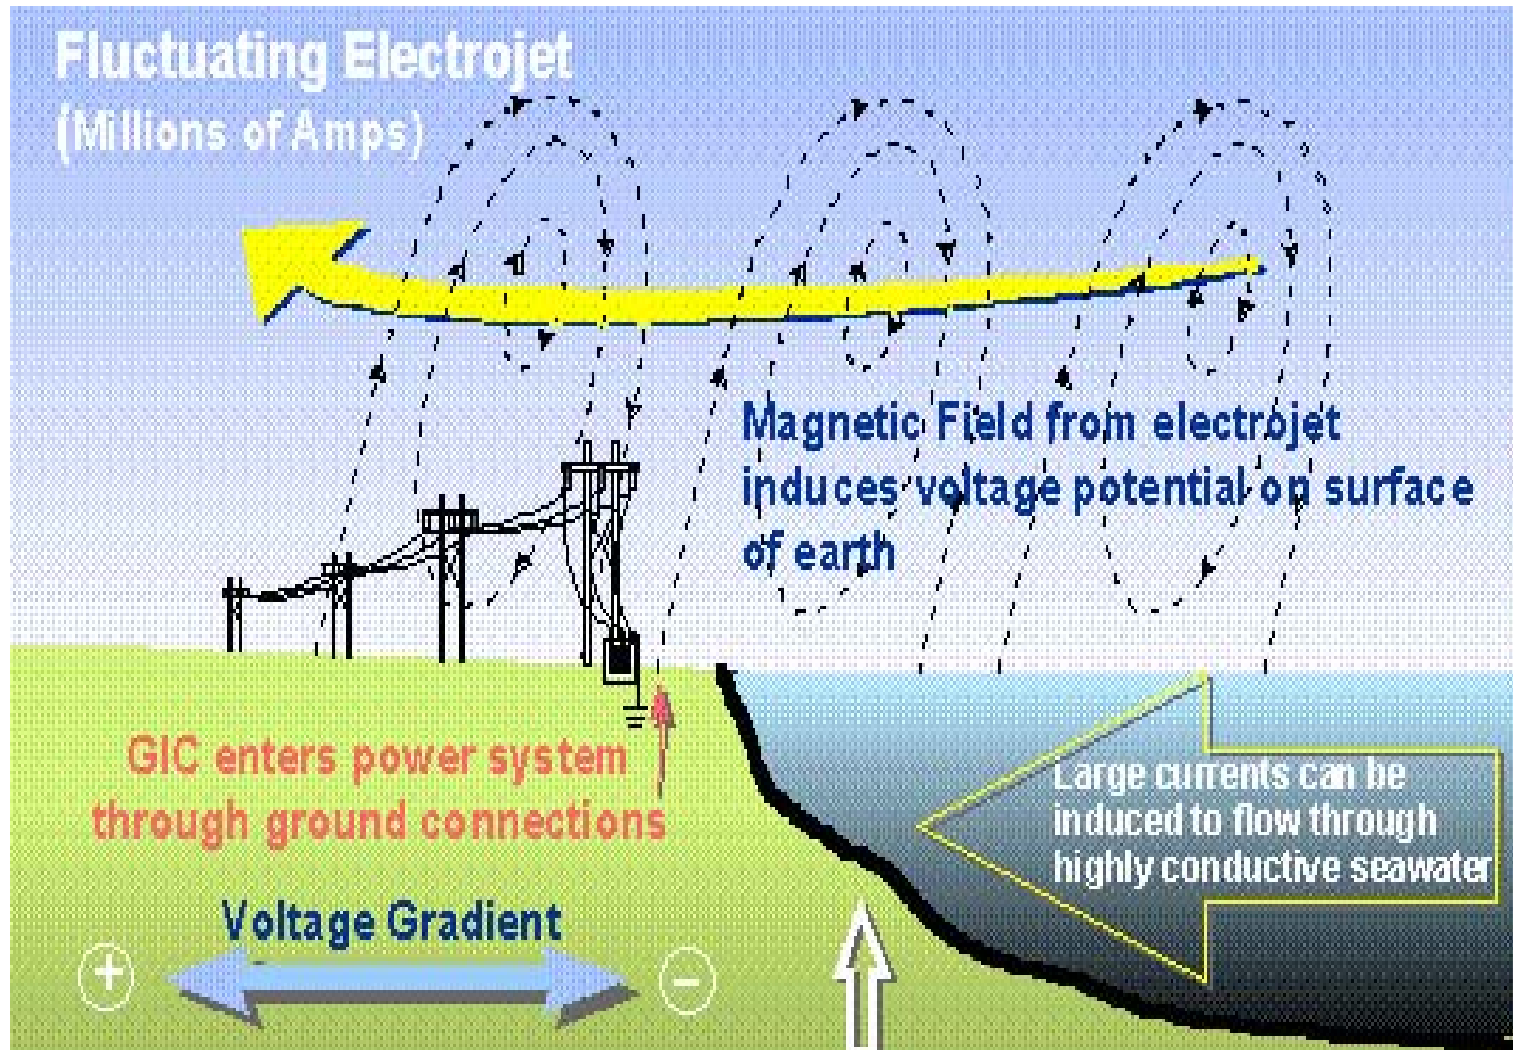 Fluctuating Electrojet
(Millions of Amps)
Magnetic Field from electrojet
induces voltage potential on surface
of earth
GIC enters power system
through ground connections
Large currents can be
induced to flow through
highly conductive seawater
Voltage Gradient
+
−